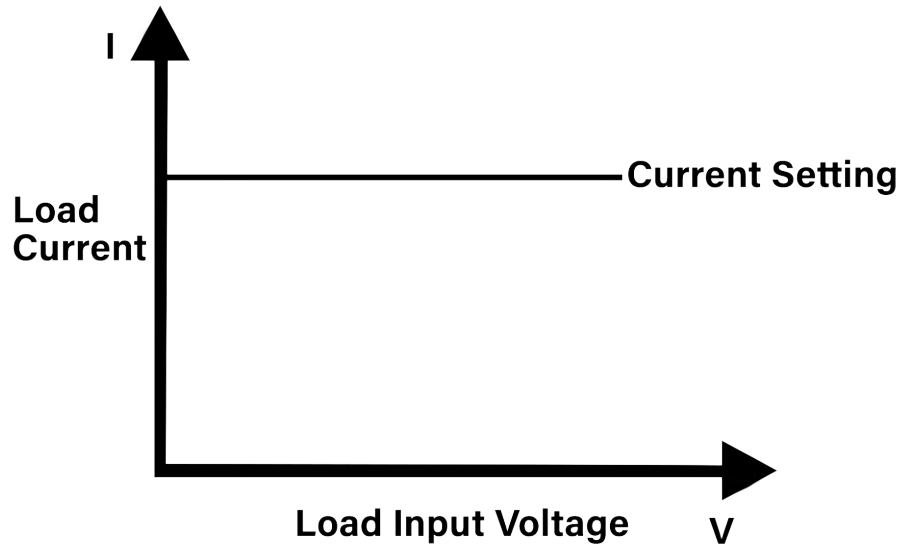 I
Current Setting
Load
Current
Load Input Voltage
V